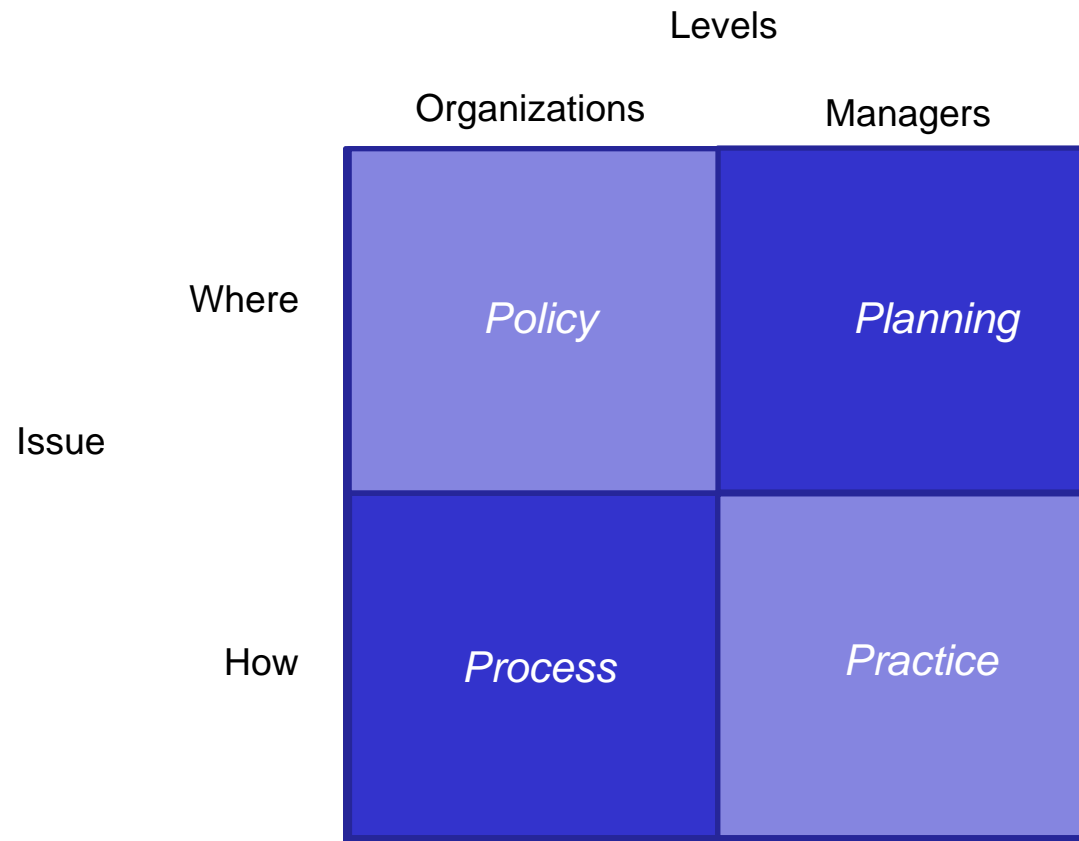 Levels
Organizations Managers
Where Policy Planning
Issue
How Process Practice